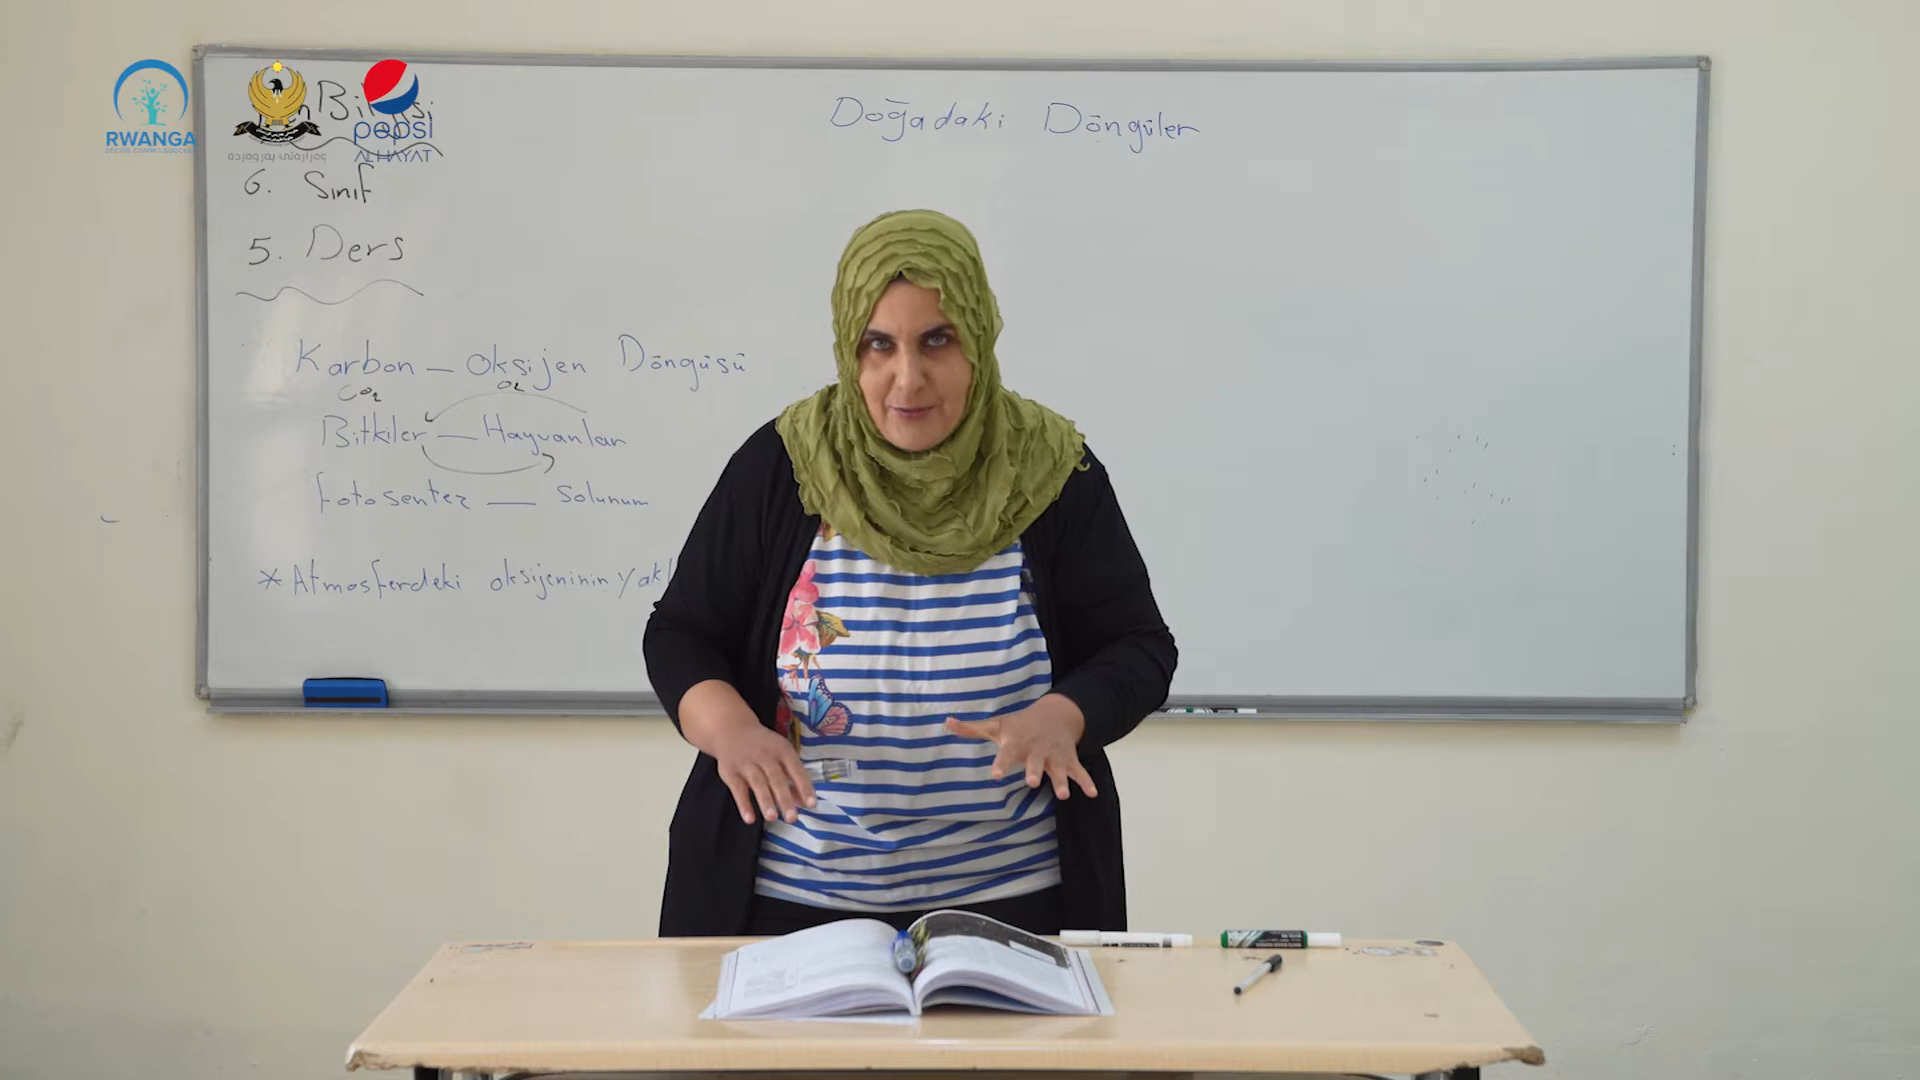 RWANGA
pepsi
ALHAYAT
6. Sınıf
5. Ders
Doğadaki Döngüler
Karbon — Oksijen Döngüsü
CO2 O2
Bitkiler — Hayvanlar
fotosentez — Solunum
* Atmosferdeki oksijeninin yakl